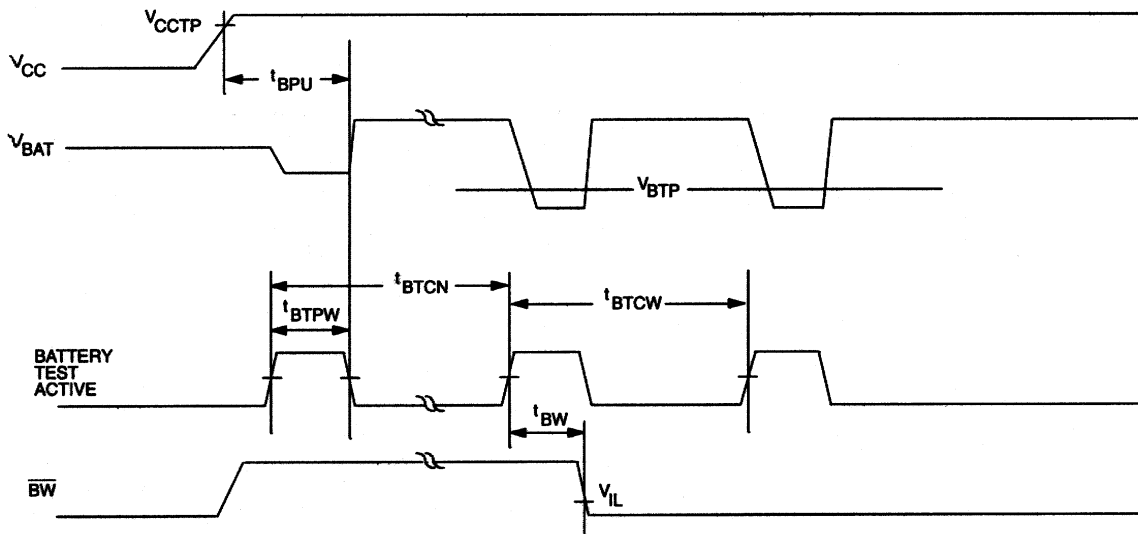 VCCTP
VCC
tBPU
VBAT
VBTP
tBTCN
tBTCW
tBTPW
BATTERY
TEST
ACTIVE
tBW
BW
VIL